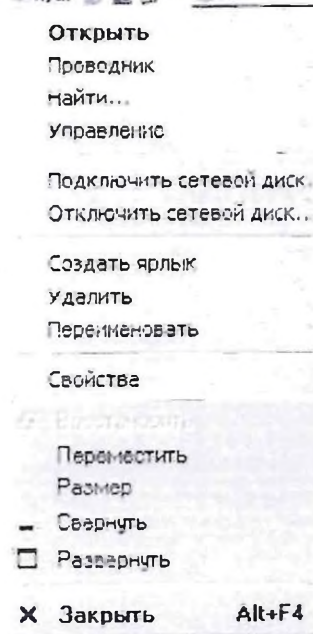 Открыть
Проводник
Найти...
Управление
Подключить сетевой диск.
Отключить сетевой диск..
Создать ярлык
Удалить
Переименовать
Свойства
Переместить
Размер
Свернуть
Развернуть
Закрыть Alt+F4